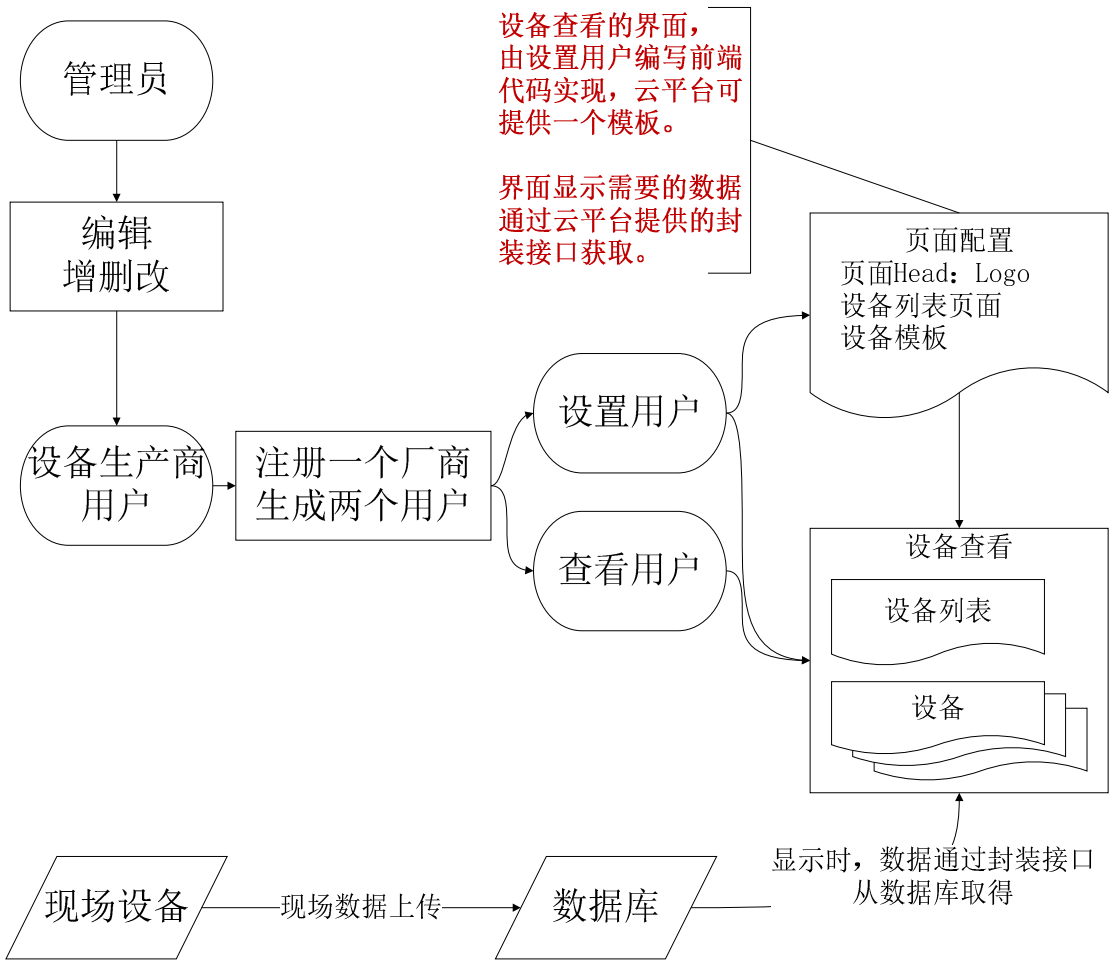 管理员
编辑
增删改
设备生产商
用户
注册一个厂商
生成两个用户
设置用户
查看用户
设备查看的界面，
由设置用户编写前端
代码实现，云平台可
提供一个模板。
界面显示需要的数据
通过云平台提供的封
装接口获取。
页面配置
页面Head：Logo
设备列表页面
设备模板
设备查看
设备列表
设备
显示时，数据通过封装接口
从数据库取得
现场设备
现场数据上传
数据库